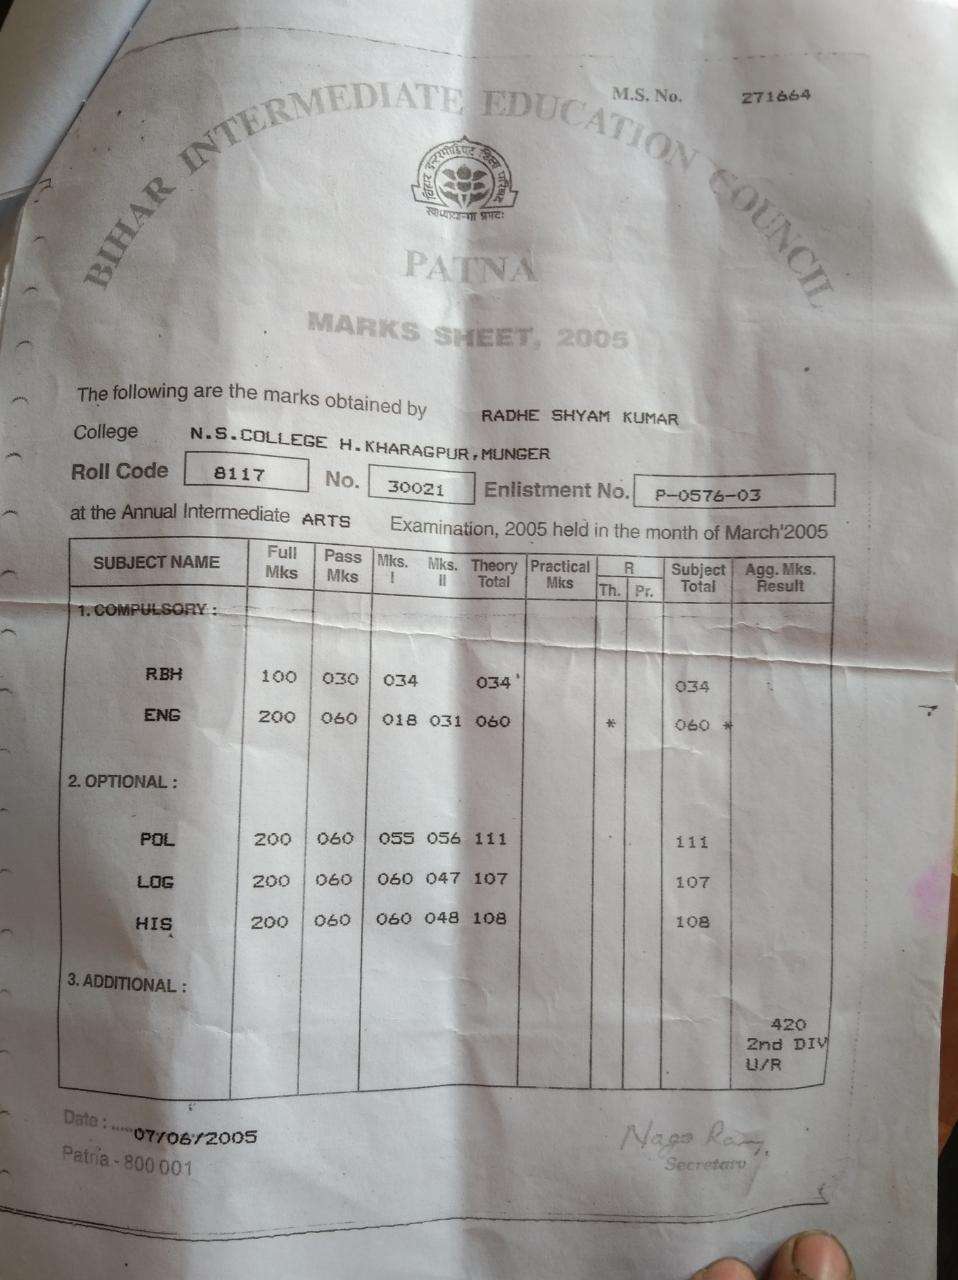 M.S. No. 271664
BIHAR INTERMEDIATE EDUCATION COUNCIL
PATNA
MARKS SHEET, 2005
The following are the marks obtained by RADHE SHYAM KUMAR
College N.S.COLLEGE H.KHARAGPUR,MUNGER
Roll Code 8117 No. 30021 Enlistment No. P-0576-03
at the Annual Intermediate ARTS Examination, 2005 held in the month of March'2005
SUBJECT NAME Full Mks Pass Mks Mks. I Mks. II Theory Total Practical Mks R Th. Pr. Subject Total Agg. Mks. Result
1. COMPULSORY :
RBH 100 030 034 034 034
ENG 200 060 018 031 060 * 060 *
2. OPTIONAL :
POL 200 060 055 056 111 111
LOG 200 060 060 047 107 107
HIS 200 060 060 048 108 108
3. ADDITIONAL :
420
2nd DIV
U/R
Date : ..... 07/06/2005
Patna - 800 001
Secretary